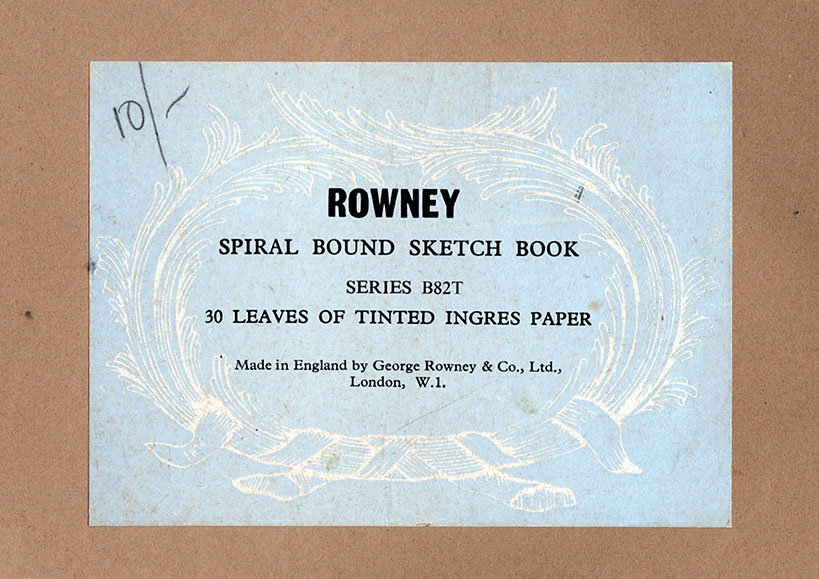 10/-
ROWNEY
SPIRAL BOUND SKETCH BOOK
SERIES B82T
30 LEAVES OF TINTED INGRES PAPER
Made in England by George Rowney & Co., Ltd.,
London, W.1.